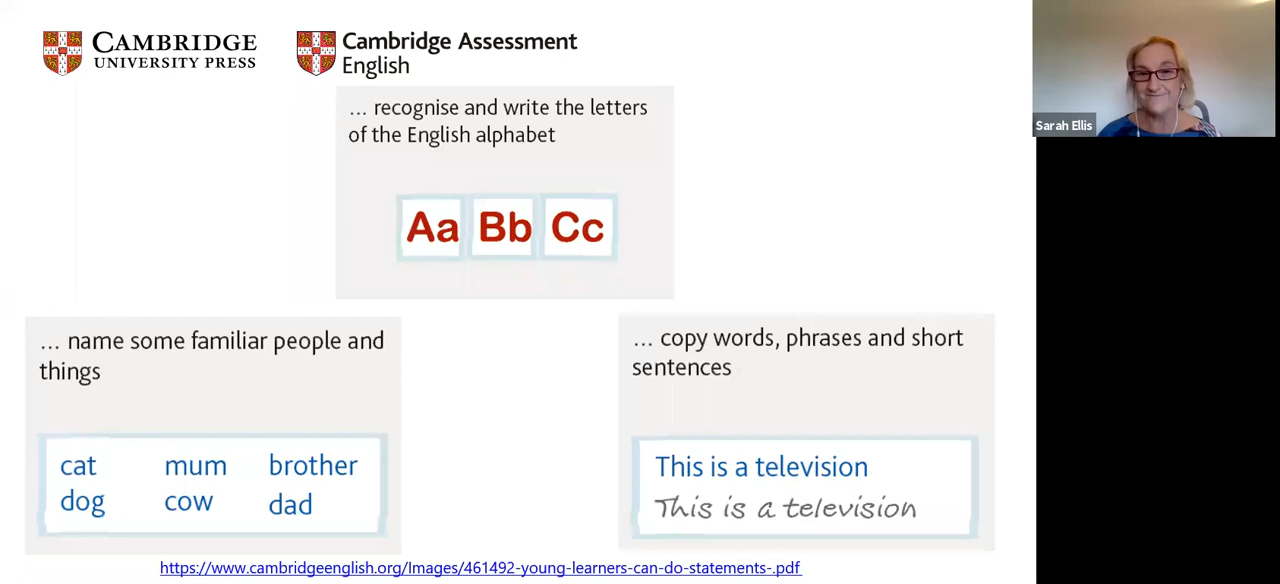 CAMBRIDGE
UNIVERSITY PRESS
Cambridge Assessment
English
... recognise and write the letters
of the English alphabet
Aa Bb Cc
Sarah Ellis
... name some familiar people and
things
cat mum brother
dog cow dad
... copy words, phrases and short
sentences
This is a television
This is a television
https://www.cambridgeenglish.org/Images/461492-young-learners-can-do-statements-.pdf